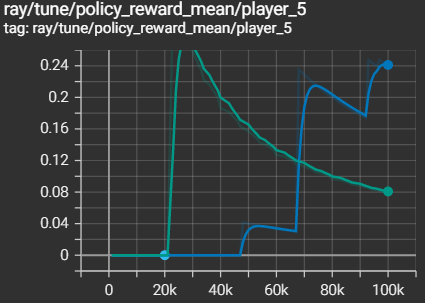 ray/tune/policy_reward_mean/player_5
tag: ray/tune/policy_reward_mean/player_5
0.24
0.2
0.16
0.12
0.08
0.04
0
0 20k 40k 60k 80k 100k